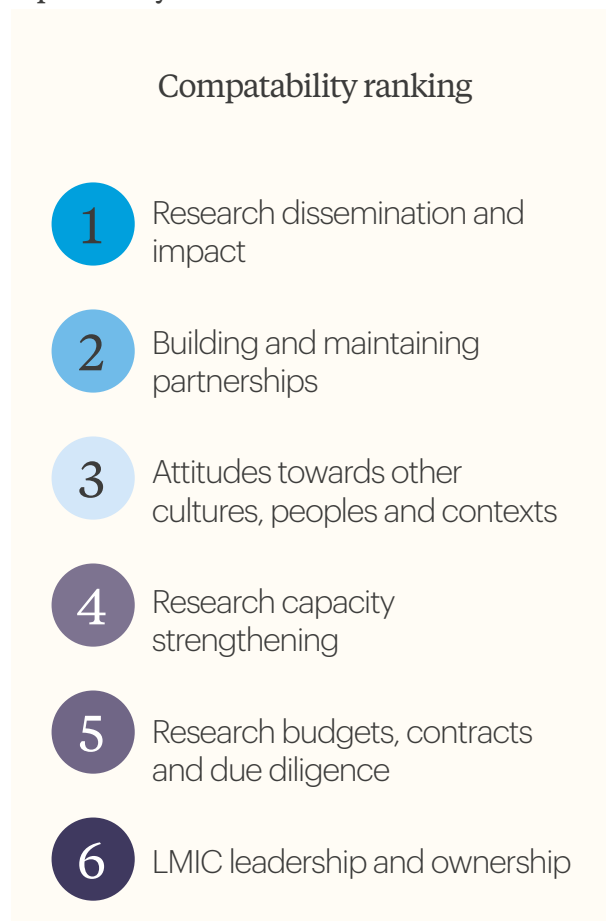 Compatability ranking
1
Research dissemination and
impact
2
Building and maintaining
partnerships
3
Attitudes towards other
cultures, peoples and contexts
4
Research capacity
strengthening
5
Research budgets, contracts
and due diligence
6
LMIC leadership and ownership